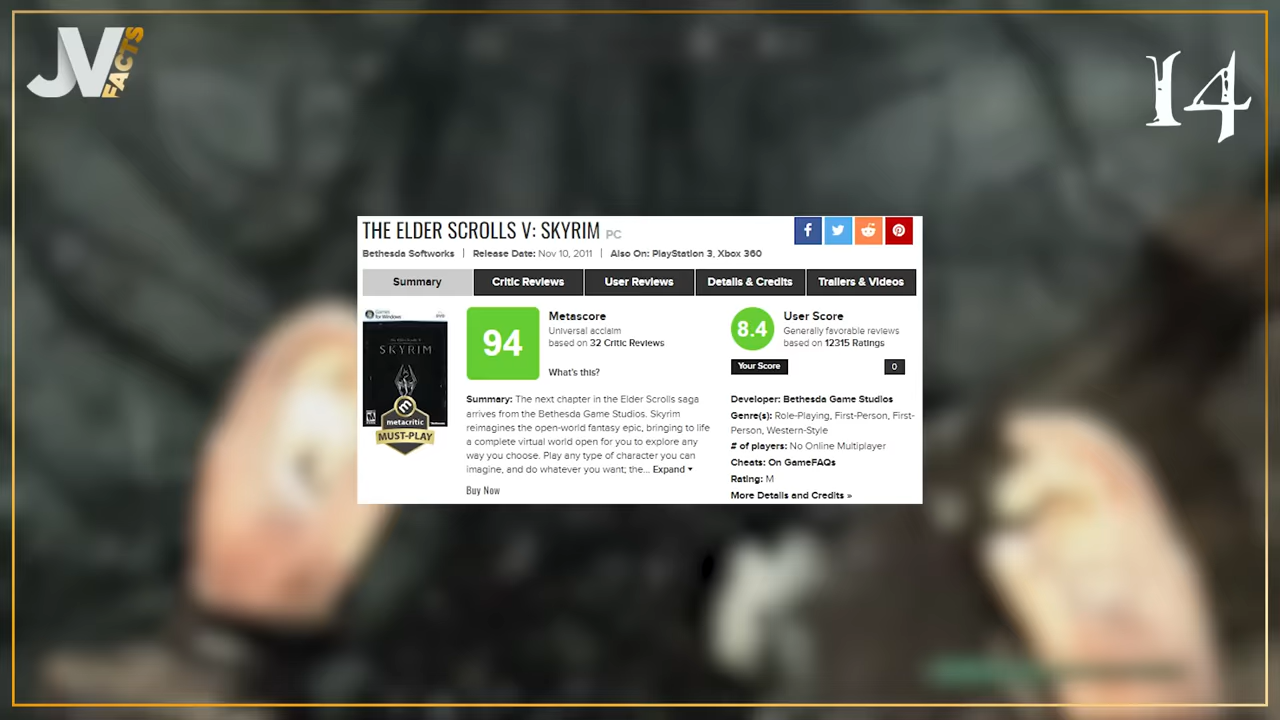 JV FACTS
14
THE ELDER SCROLLS V: SKYRIM PC
Bethesda Softworks | Release Date: Nov 10, 2011 | Also On: PlayStation 3, Xbox 360
Summary Critic Reviews User Reviews Details & Credits Trailers & Videos
Games for Windows
SKYRIM
metacritic
MUST-PLAY
94
Metascore
Universal acclaim
based on 32 Critic Reviews
What's this?
Summary: The next chapter in the Elder Scrolls saga
arrives from the Bethesda Game Studios. Skyrim
reimagines the open-world fantasy epic, bringing to life
a complete virtual world open for you to explore any
way you choose. Play any type of character you can
imagine, and do whatever you want; the... Expand
Buy Now
8.4
User Score
Generally favorable reviews
based on 12315 Ratings
Your Score 0
Developer: Bethesda Game Studios
Genre(s): Role-Playing, First-Person, First-
Person, Western-Style
# of players: No Online Multiplayer
Cheats: On GameFAQs
Rating: M
More Details and Credits »